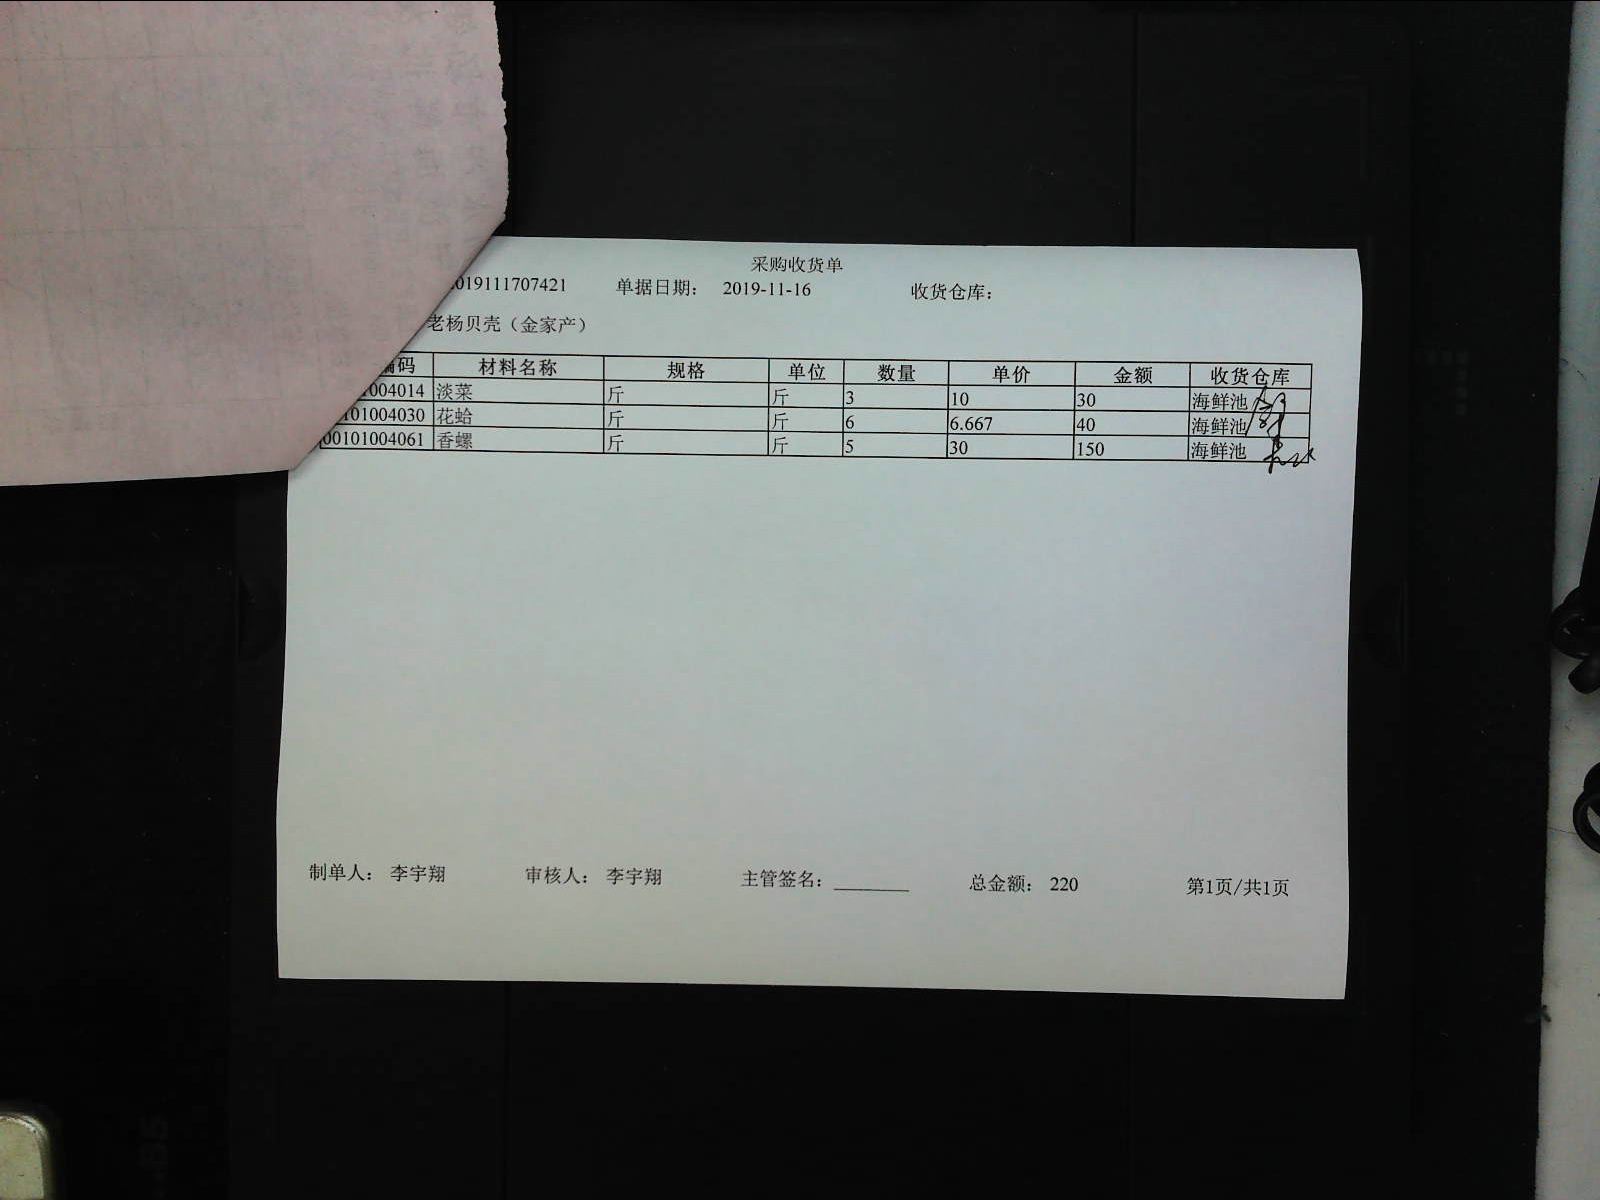 采购收货单
019111707421 单据日期: 2019-11-16 收货仓库:
老杨贝壳（金家产）
编码 材料名称 规格 单位 数量 单价 金额 收货仓库
1004014 淡菜 斤 斤 3 10 30 海鲜池
101004030 花蛤 斤 斤 6 6.667 40 海鲜池
00101004061 香螺 斤 斤 5 30 150 海鲜池
制单人: 李宇翔 审核人: 李宇翔 主管签名: 总金额: 220 第1页/共1页